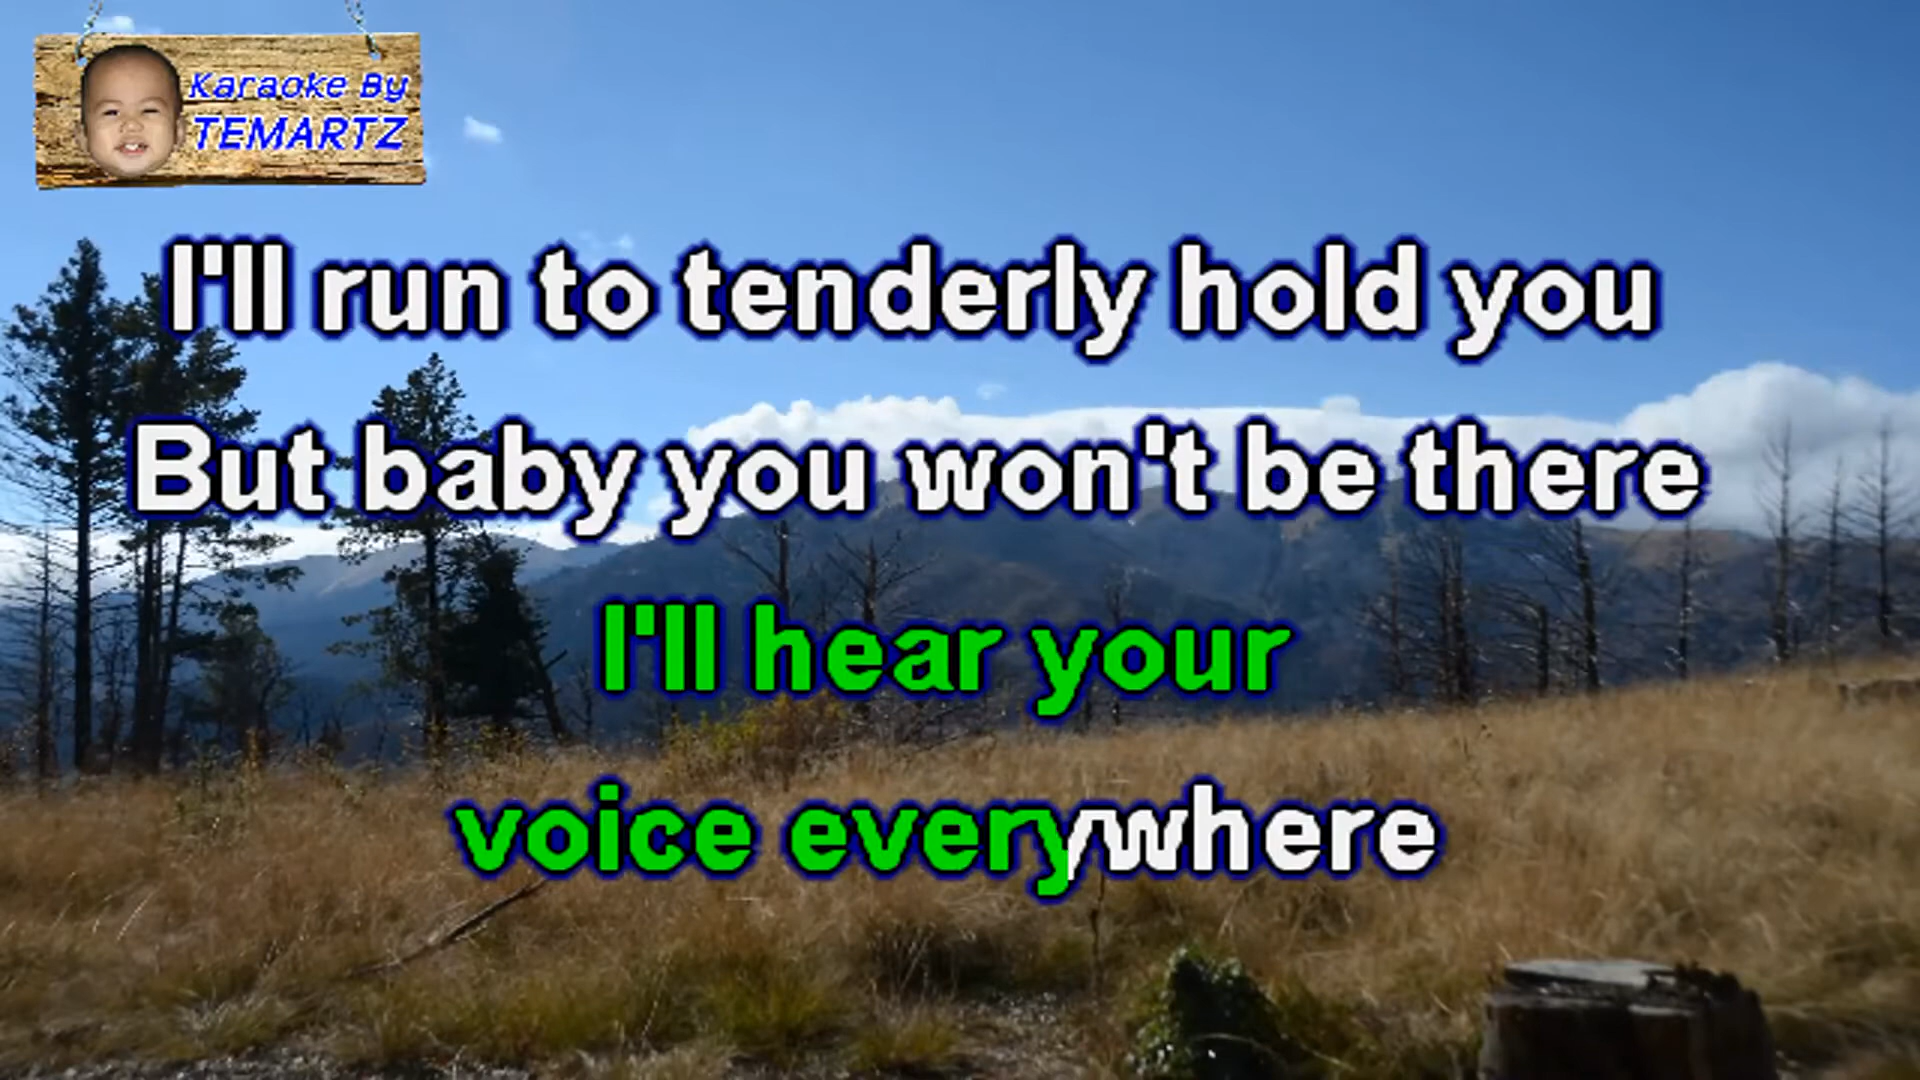 Karaoke By
TEMARTZ
I'll run to tenderly hold you
But baby you won't be there
I'll hear your
voice everywhere